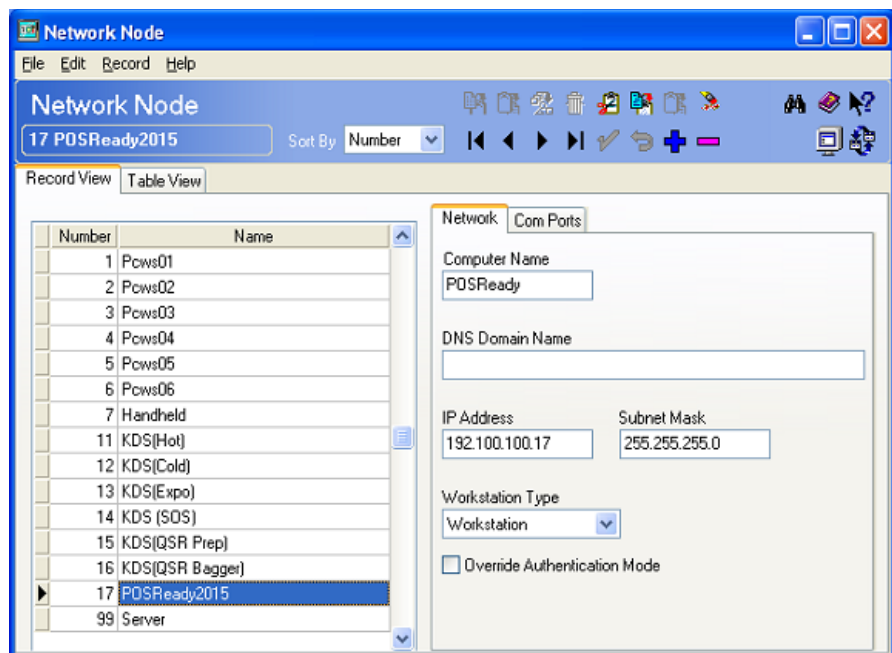 Network Node
File Edit Record Help
Network Node
17 POSReady2015
Sort By Number
Record View Table View
Number Name
1 Pcws01
2 Pcws02
3 Pcws03
4 Pcws04
5 Pcws05
6 Pcws06
7 Handheld
11 KDS(Hot)
12 KDS(Cold)
13 KDS(Expo)
14 KDS (SOS)
15 KDS(QSR Prep)
16 KDS(QSR Bagger)
17 POSReady2015
99 Server
Network Com Ports
Computer Name
POSReady
DNS Domain Name
IP Address Subnet Mask
192.100.100.17 255.255.255.0
Workstation Type
Workstation
Override Authentication Mode